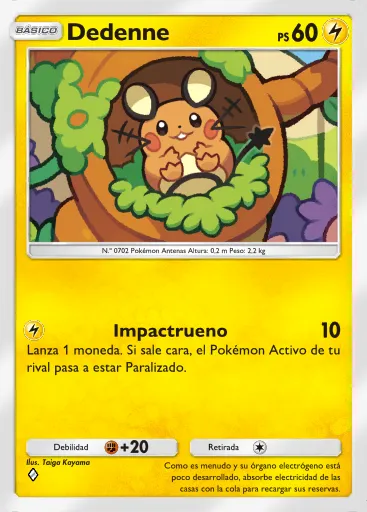 BÁSICO Dedenne PS 60
N.º 0702 Pokémon Antenas Altura: 0,2 m Peso: 2,2 kg
Impactrueno 10
Lanza 1 moneda. Si sale cara, el Pokémon Activo de tu
rival pasa a estar Paralizado.
Debilidad +20 Retirada
Ilus. Taiga Kayama
Como es menudo y su órgano electrógeno está
poco desarrollado, absorbe electricidad de las
casas con la cola para recargar sus reservas.